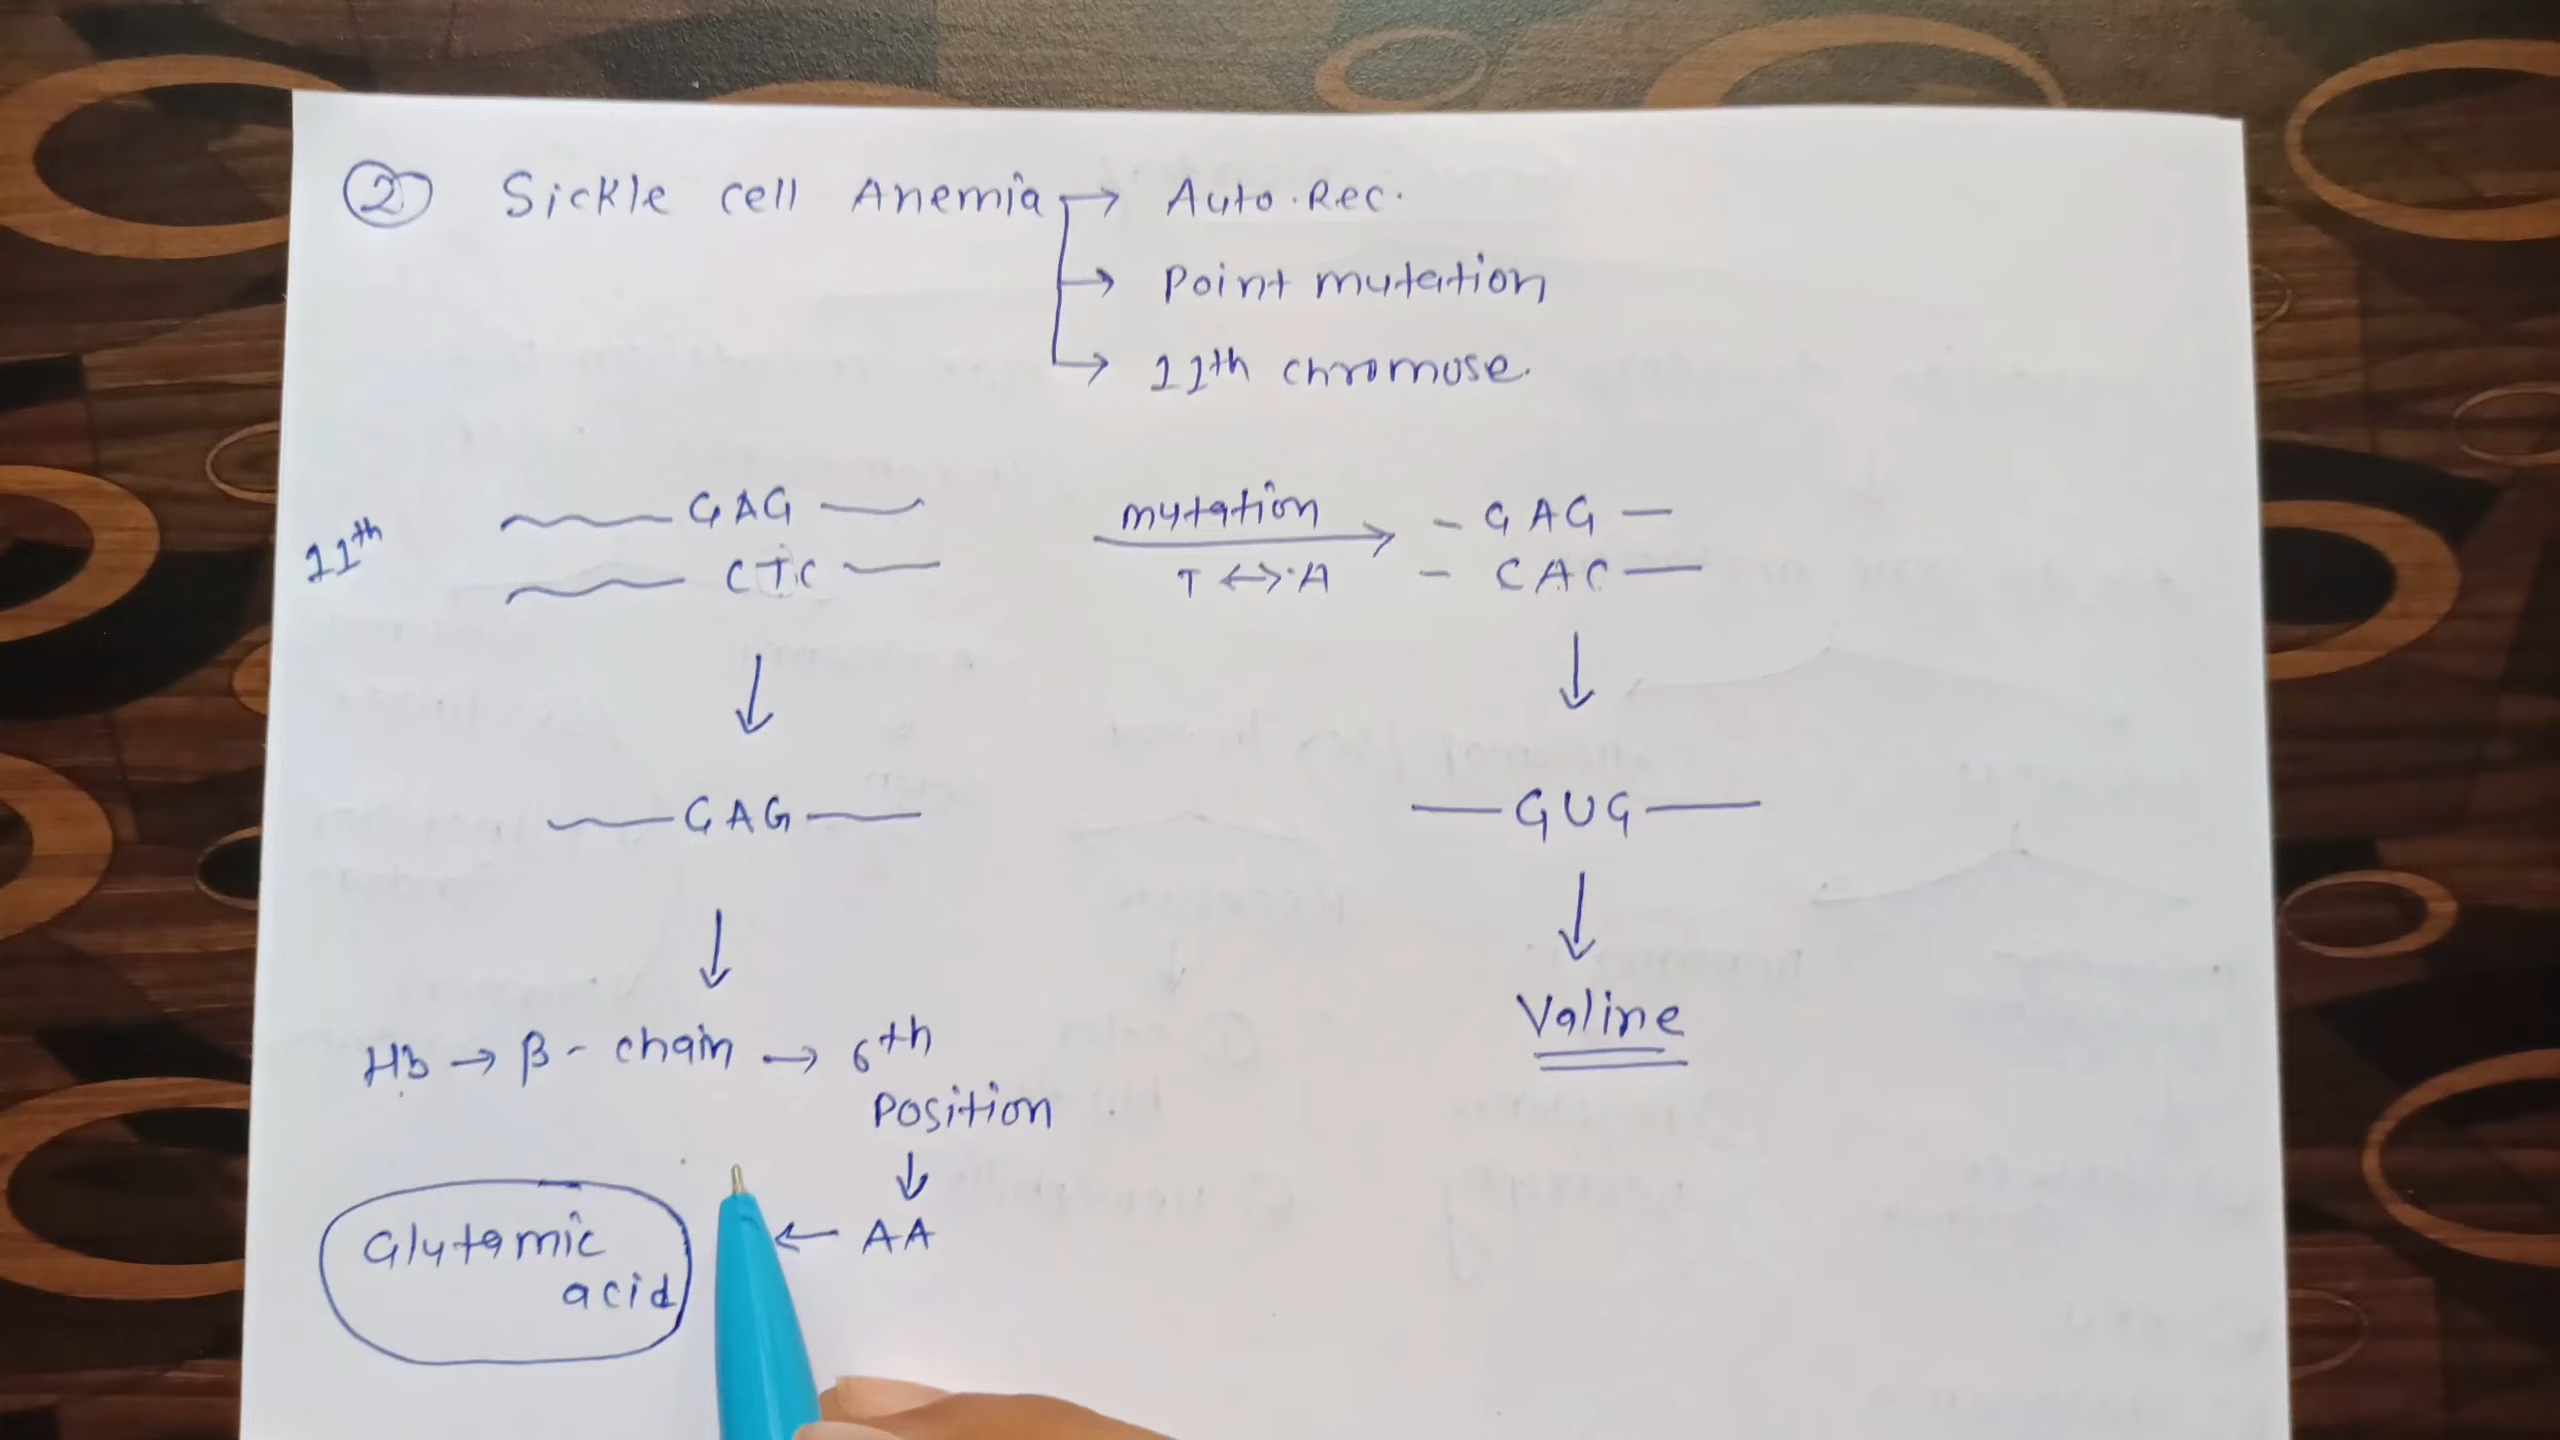 ② Sickle cell Anemia → Auto. Rec.
→ Point mutation
→ 11th chromose.
11th
GAG
CTC
mutation
T ↔ A
- GAG -
- CAC -
↓
↓
GAG
GUG
↓
↓
Hb → β - chain → 6th
Position
Valine
↓
Glutamic
acid
← AA